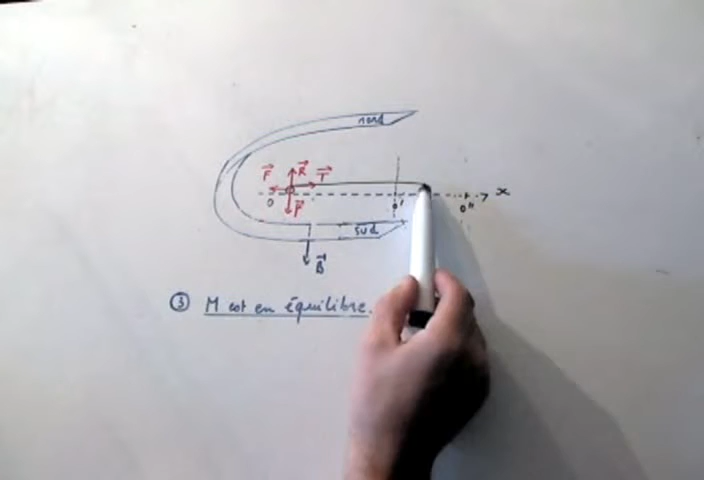 nord
F R T
O P O' O" x
sud
B
③ M est en équilibre.